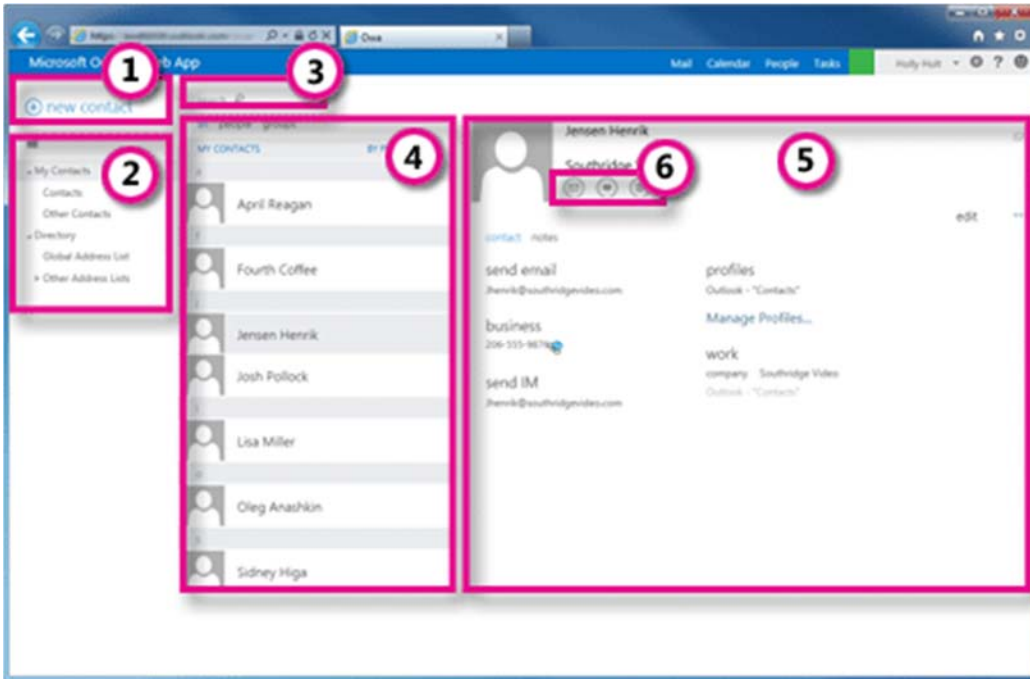 Owa
Microsoft O b App
Mail Calendar People Tasks
Holly Holt
?
1
new contact
3
people groups
2
My Contacts
Contacts
Other Contacts
Directory
Global Address List
Other Address Lists
MY CONTACTS BY
4
April Reagan
Fourth Coffee
Jensen Henrik
Josh Pollock
Lisa Miller
Oleg Anashkin
Sidney Higa
Jensen Henrik
Southridge
5
6
edit
contact notes
send email
Jhenrik@southridgevideo.com
business
send IM
Jhenrik@southridgevideo.com
profiles
Outlook - "Contacts"
Manage Profiles...
work
company Southridge Video
Outlook - "Contacts"